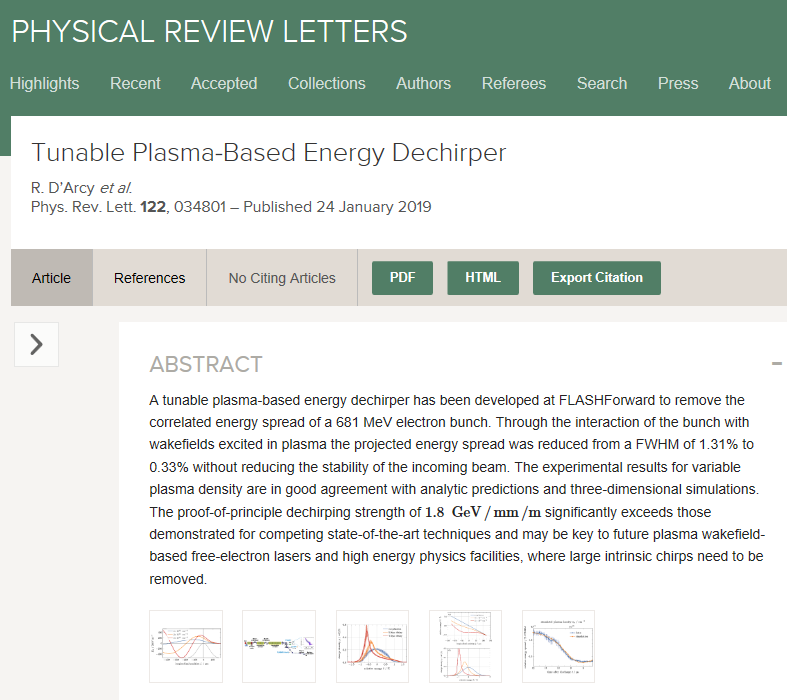 PHYSICAL REVIEW LETTERS
Highlights Recent Accepted Collections Authors Referees Search Press About
Tunable Plasma-Based Energy Dechirper
R. D'Arcy et al.
Phys. Rev. Lett. 122, 034801 – Published 24 January 2019
Article References No Citing Articles PDF HTML Export Citation
ABSTRACT
A tunable plasma-based energy dechirper has been developed at FLASHForward to remove the
correlated energy spread of a 681 MeV electron bunch. Through the interaction of the bunch with
wakefields excited in plasma the projected energy spread was reduced from a FWHM of 1.31% to
0.33% without reducing the stability of the incoming beam. The experimental results for variable
plasma density are in good agreement with analytic predictions and three-dimensional simulations.
The proof-of-principle dechirping strength of 1.8 GeV/mm/m significantly exceeds those
demonstrated for competing state-of-the-art techniques and may be key to future plasma wakefield-
based free-electron lasers and high energy physics facilities, where large intrinsic chirps need to be
removed.